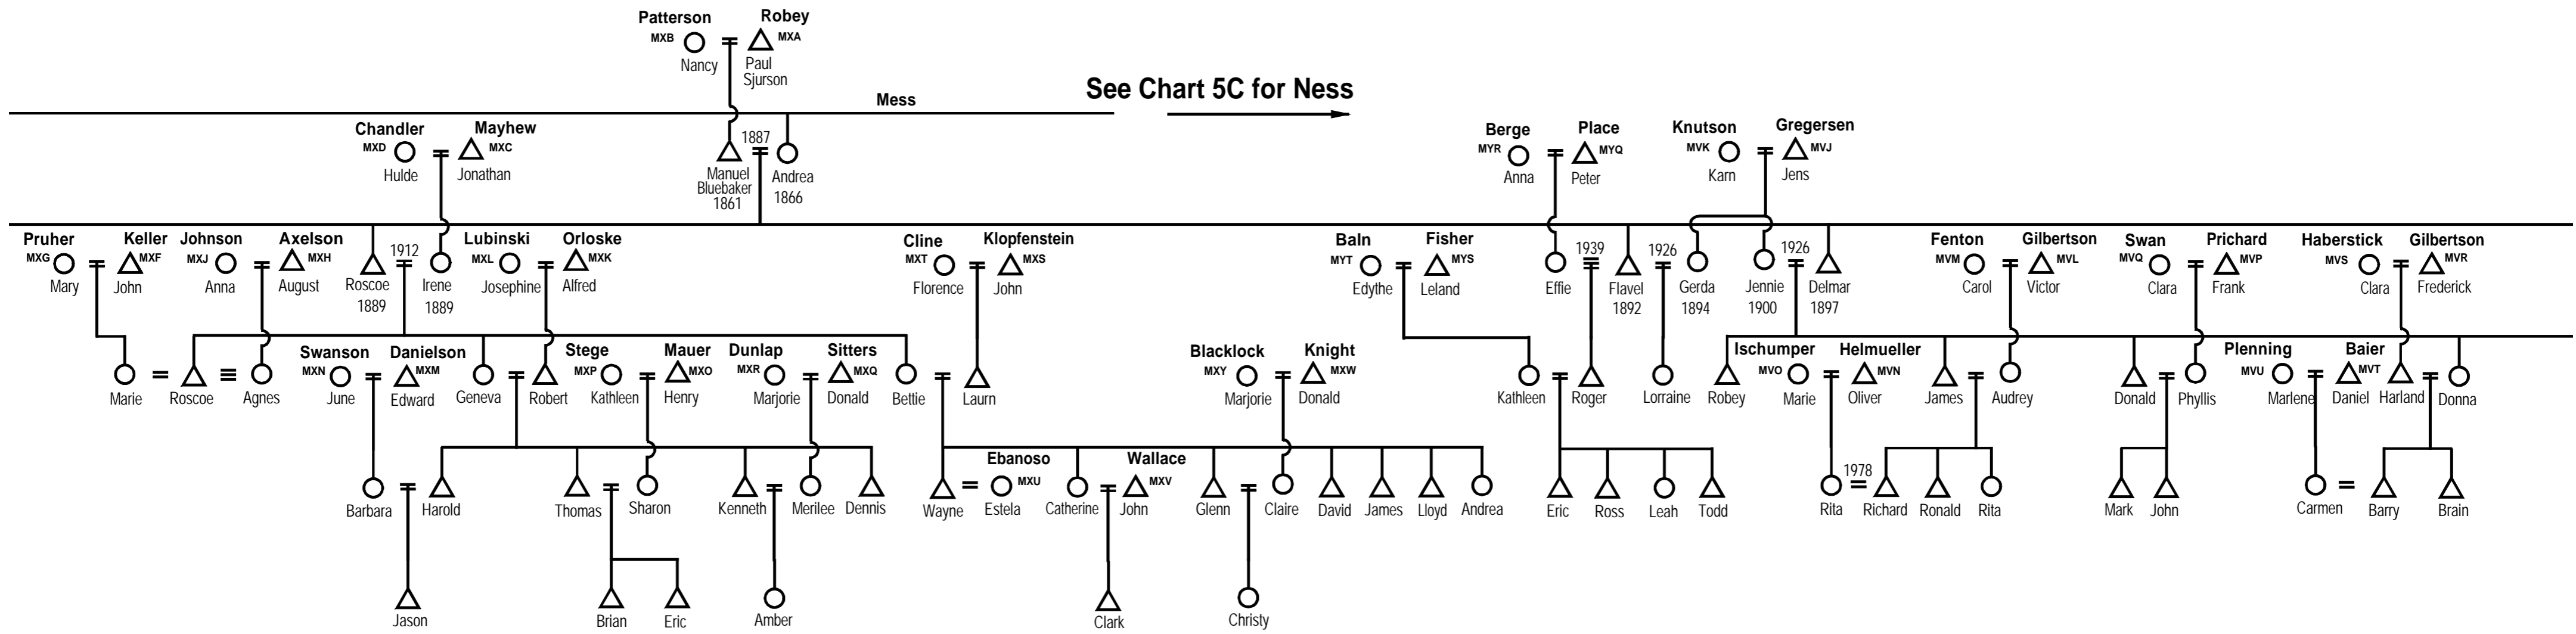 Patterson Robey
MXB MXA
Nancy Paul
Sjurson
See Chart 5C for Ness
Mess
Chandler Mayhew
MXD MXC
Hulde Jonathan
1887
Manuel Andrea
Bluebaker
1861 1866
Berge Place
MYR MYQ
Anna Peter
Knutson Gregersen
MVK MVJ
Karn Jens
Pruher Keller
MXG MXF
Mary John
Johnson Axelson
MXJ MXH
Anna August
1912
Roscoe Irene
1889 1889
Lubinski Orloske
MXL MXK
Josephine Alfred
Cline Klopfenstein
MXT MXS
Florence John
Baln Fisher
MYT MYS
Edythe Leland
1939 1926
Effie Flavel Gerda
1892 1894
1926
Jennie Delmar
1900 1897
Fenton Gilbertson
MVM MVL
Carol Victor
Swan Prichard
MVQ MVP
Clara Frank
Haberstick Gilbertson
MVS MVR
Clara Frederick
Marie Roscoe Agnes
Swanson Danielson
MXN MXM
June Edward
Geneva Robert
Stege Mauer
MXP MXO
Kathleen Henry
Dunlap Sitters
MXR MXQ
Marjorie Donald
Bettie Laurn
Blacklock Knight
MXY MXW
Marjorie Donald
Kathleen Roger Lorraine Robey
Ischumper Helmueller
MVO MVN
Marie Oliver
James Audrey
Donald Phyllis
Plenning Baier
MVU MVT
Marlene Daniel
Harland Donna
Barbara Harold Thomas Sharon Kenneth Merilee Dennis
Ebanoso
MXU
Wayne Estela
Wallace
MXV
Catherine John
Glenn Claire David James Lloyd Andrea
Eric Ross Leah Todd
1978
Rita Richard Ronald Rita
Mark John
Carmen Barry Brain
Jason Brian Eric Amber Clark Christy